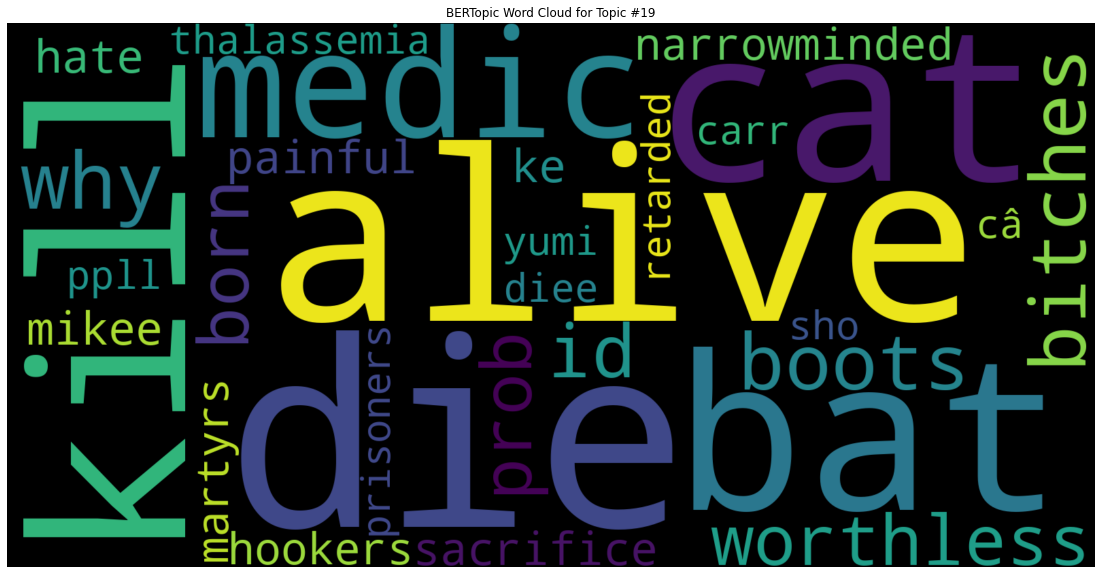 BERTopic Word Cloud for Topic #19
hate
thalassemia
narrowminded
medic
cat
kill
why
painful
ke
retarded
carr
bitches
born
alive
yumi
câ
ppll
diee
mikee
prisoners
prob
id
sho
boots
martyrs
die
bat
hookers
sacrifice
worthless